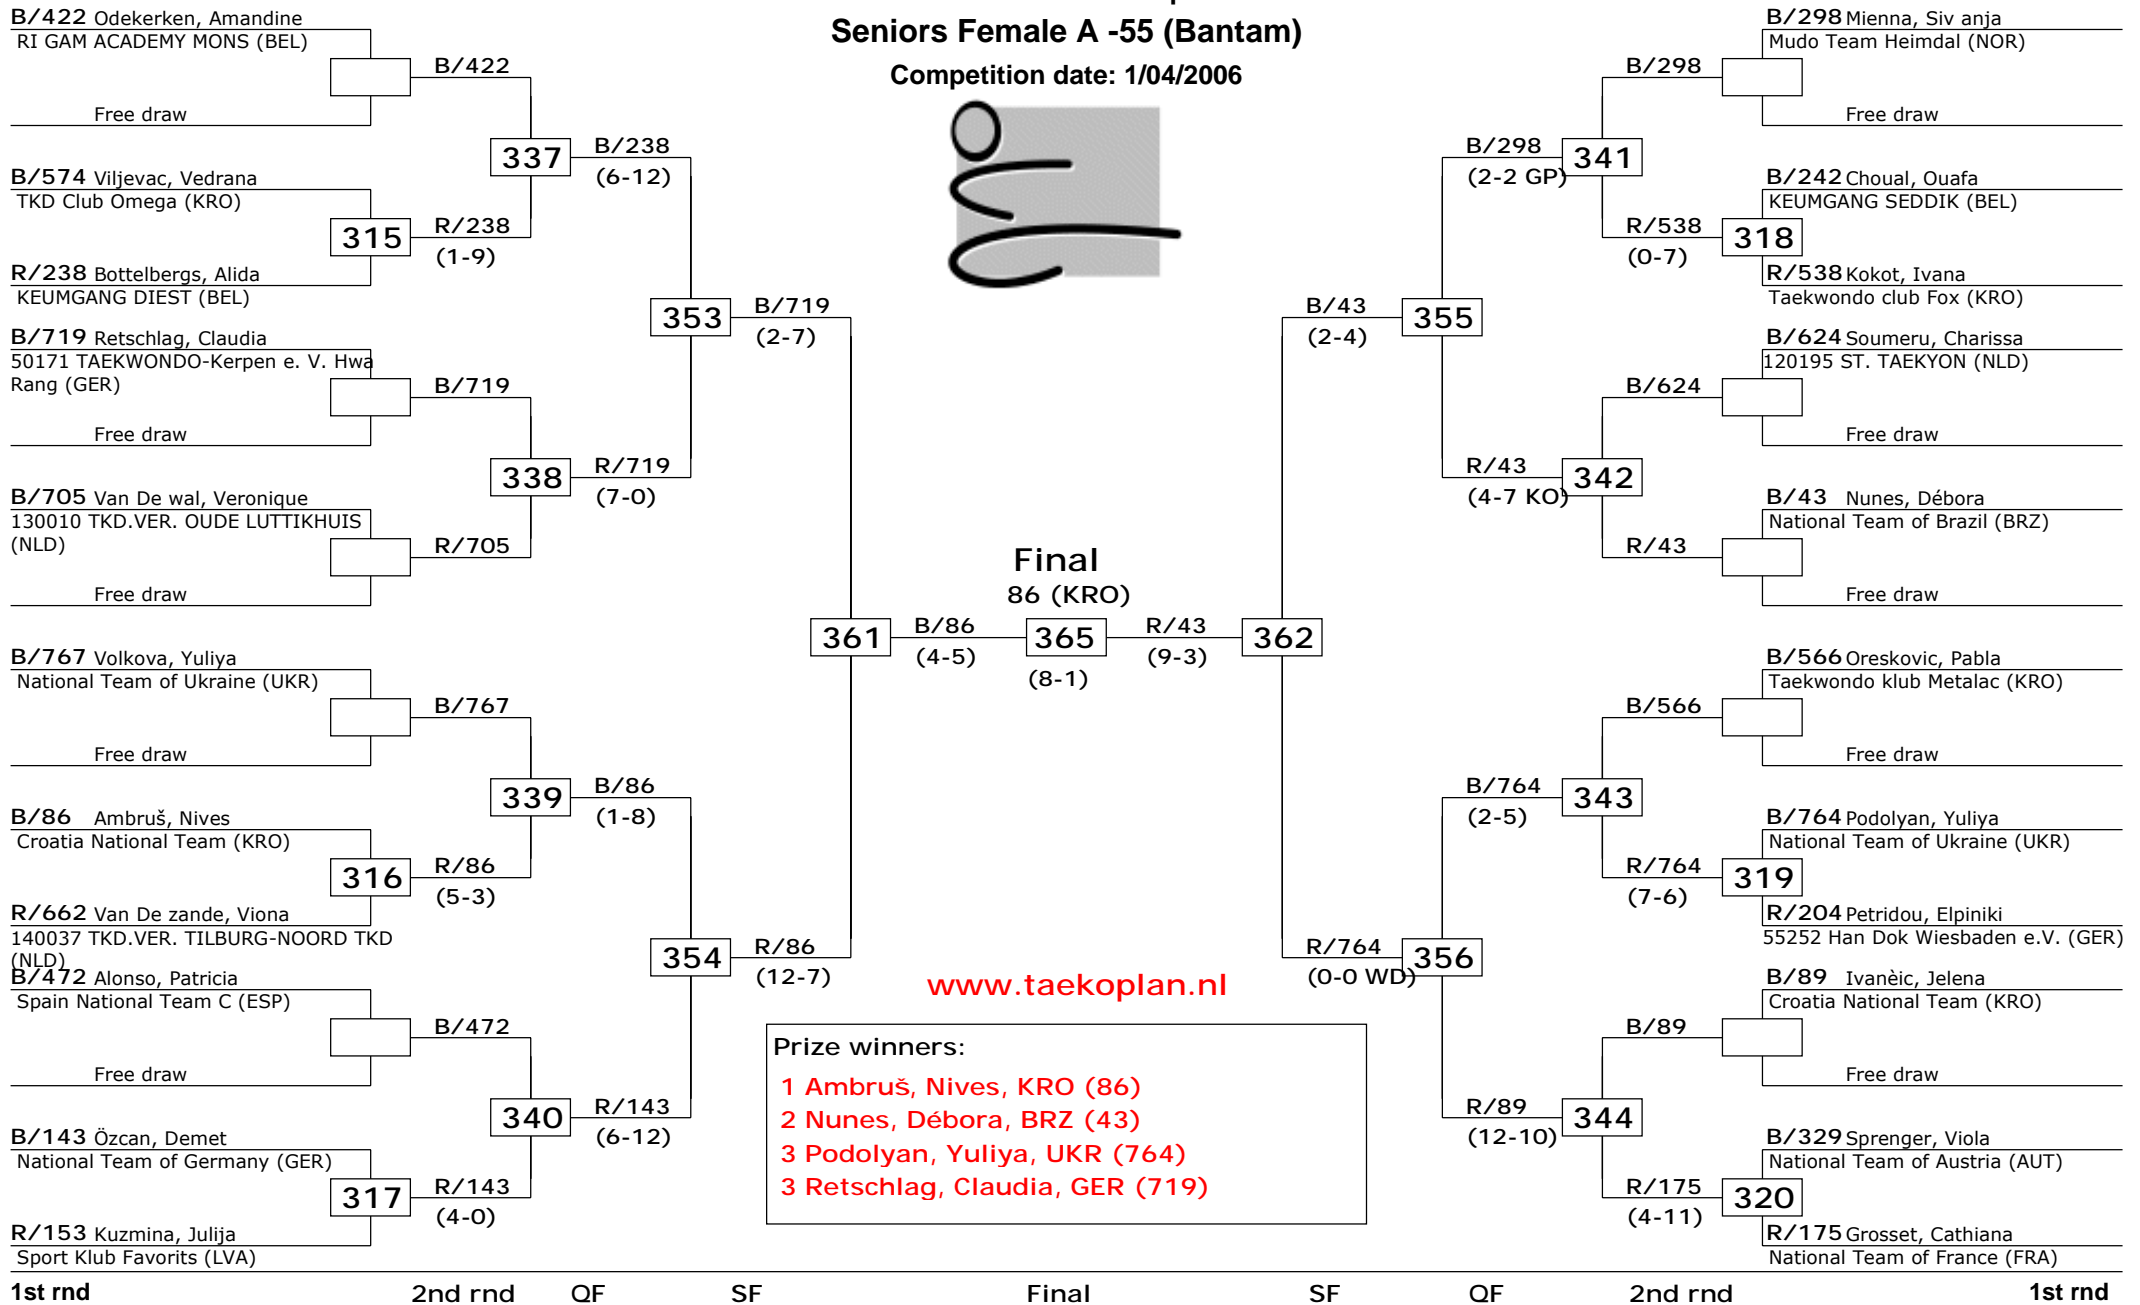 Seniors Female A -55 (Bantam)
Competition date: 1/04/2006
B/422 Odekerken, Amandine
RI GAM ACADEMY MONS (BEL)
B/422
Free draw
337
B/238
(6-12)
B/574 Viljevac, Vedrana
TKD Club Omega (KRO)
315
R/238
(1-9)
R/238 Bottelbergs, Alida
KEUMGANG DIEST (BEL)
353
B/719
(2-7)
B/719 Retschlag, Claudia
50171 TAEKWONDO-Kerpen e. V. Hwa
Rang (GER)
B/719
Free draw
338
R/719
(7-0)
B/705 Van De wal, Veronique
130010 TKD.VER. OUDE LUTTIKHUIS
(NLD)
R/705
Free draw
361
B/86
(4-5)
B/767 Volkova, Yuliya
National Team of Ukraine (UKR)
B/767
Free draw
339
B/86
(1-8)
B/86 Ambruš, Nives
Croatia National Team (KRO)
316
R/86
(5-3)
R/662 Van De zande, Viona
140037 TKD.VER. TILBURG-NOORD TKD
(NLD)
354
R/86
(12-7)
B/472 Alonso, Patricia
Spain National Team C (ESP)
B/472
Free draw
340
R/143
(6-12)
B/143 Özcan, Demet
National Team of Germany (GER)
317
R/143
(4-0)
R/153 Kuzmina, Julija
Sport Klub Favorits (LVA)
Final
86 (KRO)
365
(8-1)
R/43
(9-3)
362
B/298 Mienna, Siv anja
Mudo Team Heimdal (NOR)
B/298
Free draw
B/298
(2-2 GP)
341
B/242 Choual, Ouafa
KEUMGANG SEDDIK (BEL)
R/538
(0-7)
318
R/538 Kokot, Ivana
Taekwondo club Fox (KRO)
B/43
(2-4)
355
B/624 Soumeru, Charissa
120195 ST. TAEKYON (NLD)
B/624
Free draw
R/43
(4-7 KO)
342
B/43 Nunes, Débora
National Team of Brazil (BRZ)
R/43
Free draw
B/566 Oreskovic, Pabla
Taekwondo klub Metalac (KRO)
B/566
Free draw
B/764
(2-5)
343
B/764 Podolyan, Yuliya
National Team of Ukraine (UKR)
R/764
(7-6)
319
R/204 Petridou, Elpiniki
55252 Han Dok Wiesbaden e.V. (GER)
R/764
(0-0 WD)
356
B/89 Ivanèic, Jelena
Croatia National Team (KRO)
B/89
Free draw
R/89
(12-10)
344
B/329 Sprenger, Viola
National Team of Austria (AUT)
R/175
(4-11)
320
R/175 Grosset, Cathiana
National Team of France (FRA)
www.taekoplan.nl
Prize winners:
1 Ambruš, Nives, KRO (86)
2 Nunes, Débora, BRZ (43)
3 Podolyan, Yuliya, UKR (764)
3 Retschlag, Claudia, GER (719)
1st rnd 2nd rnd QF SF Final SF QF 2nd rnd 1st rnd